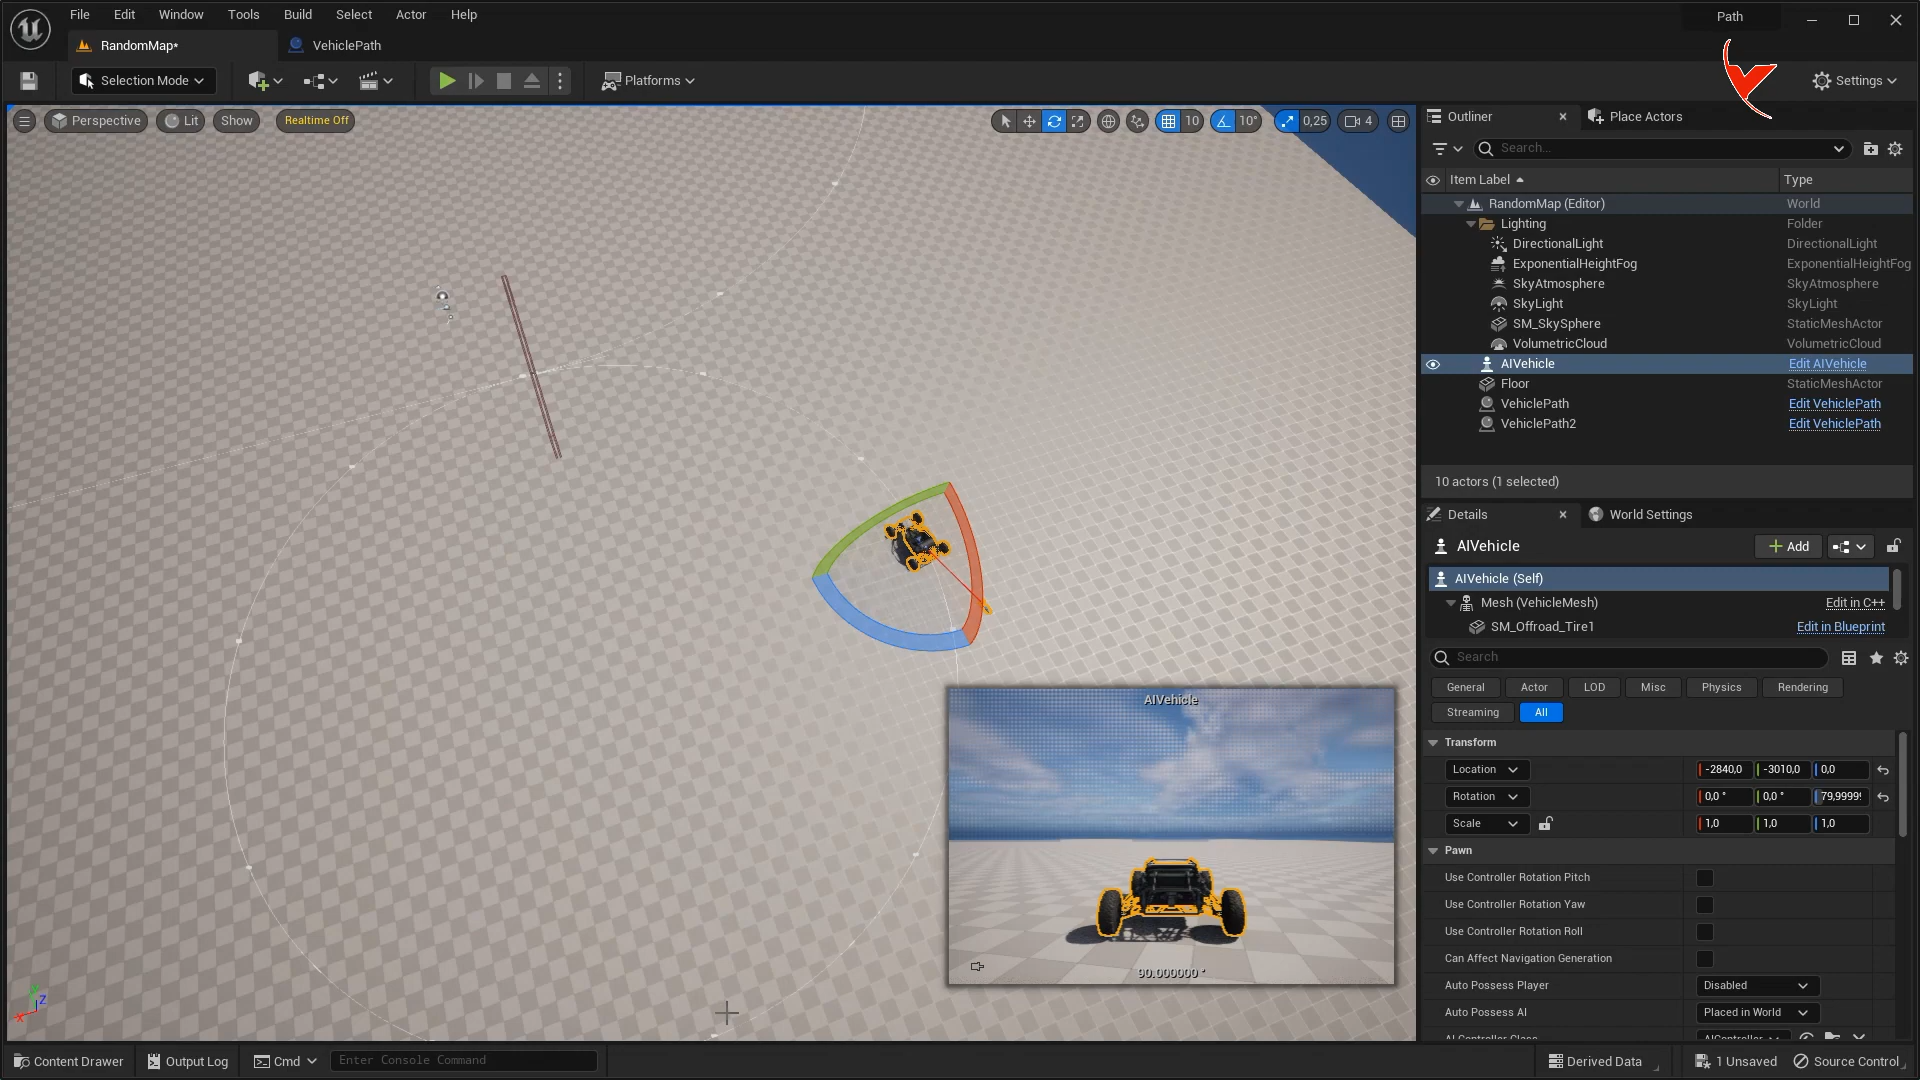 File Edit Window Tools Build Select Actor Help Path
RandomMap* VehiclePath
Selection Mode Platforms Settings
Perspective Lit Show Realtime Off 10 10° 0,25 4
Outliner Place Actors
Search...
Item Label Type
RandomMap (Editor) World
Lighting Folder
DirectionalLight DirectionalLight
ExponentialHeightFog ExponentialHeightFog
SkyAtmosphere SkyAtmosphere
SkyLight SkyLight
SM_SkySphere StaticMeshActor
VolumetricCloud VolumetricCloud
AIVehicle Edit AIVehicle
Floor StaticMeshActor
VehiclePath Edit VehiclePath
VehiclePath2 Edit VehiclePath
10 actors (1 selected)
Details World Settings
AIVehicle Add
AIVehicle (Self)
Mesh (VehicleMesh) Edit in C++
SM_Offroad_Tire1 Edit in Blueprint
Search
General Actor LOD Misc Physics Rendering
Streaming All
Transform
Location -2840,0 -3010,0 0,0
Rotation 0,0 ° 0,0 ° 79,9999
Scale 1,0 1,0 1,0
Pawn
Use Controller Rotation Pitch
Use Controller Rotation Yaw
Use Controller Rotation Roll
Can Affect Navigation Generation
Auto Possess Player Disabled
Auto Possess AI Placed in World
AI Controller Class AIController
AIVehicle
90.000000 °
X Y Z
Content Drawer Output Log Cmd Enter Console Command Derived Data 1 Unsaved Source Control